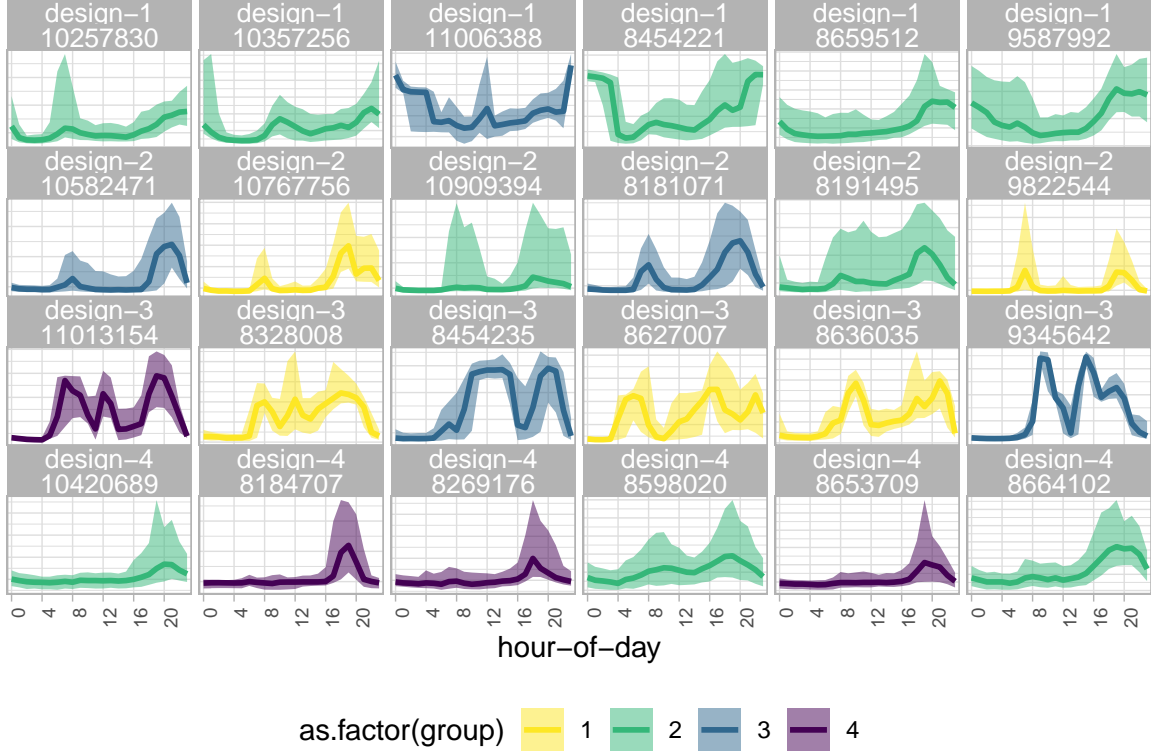 design−1 design−1 design−1 design−1 design−1 design−1
10257830 10357256 11006388 8454221 8659512 9587992
design−2 design−2 design−2 design−2 design−2 design−2
10582471 10767756 10909394 8181071 8191495 9822544
design−3 design−3 design−3 design−3 design−3 design−3
11013154 8328008 8454235 8627007 8636035 9345642
design−4 design−4 design−4 design−4 design−4 design−4
10420689 8184707 8269176 8598020 8653709 8664102
0 4 8 12 16 20 0 4 8 12 16 20 0 4 8 12 16 20 0 4 8 12 16 20 0 4 8 12 16 20 0 4 8 12 16 20
hour−of−day
as.factor(group) 1 2 3 4